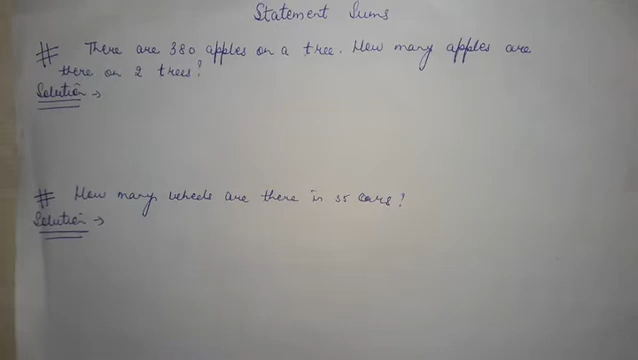 Statement Sums
# There are 380 apples on a tree. How many apples are
there on 2 trees?
Solution →
# How many wheels are there in 35 cars?
Solution →